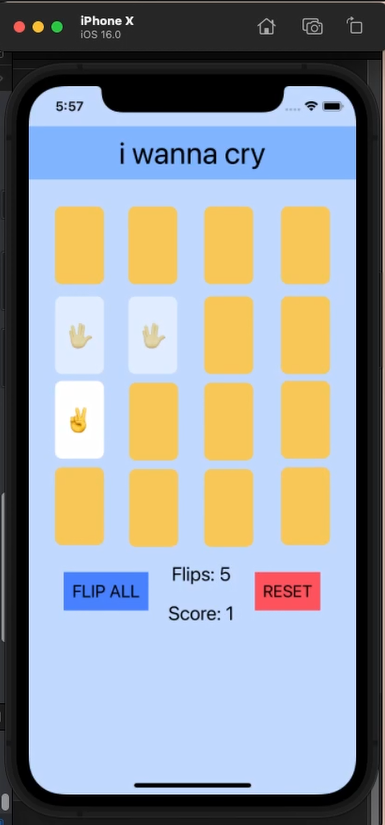 iPhone X
iOS 16.0
5:57
i wanna cry
FLIP ALL
Flips: 5
Score: 1
RESET